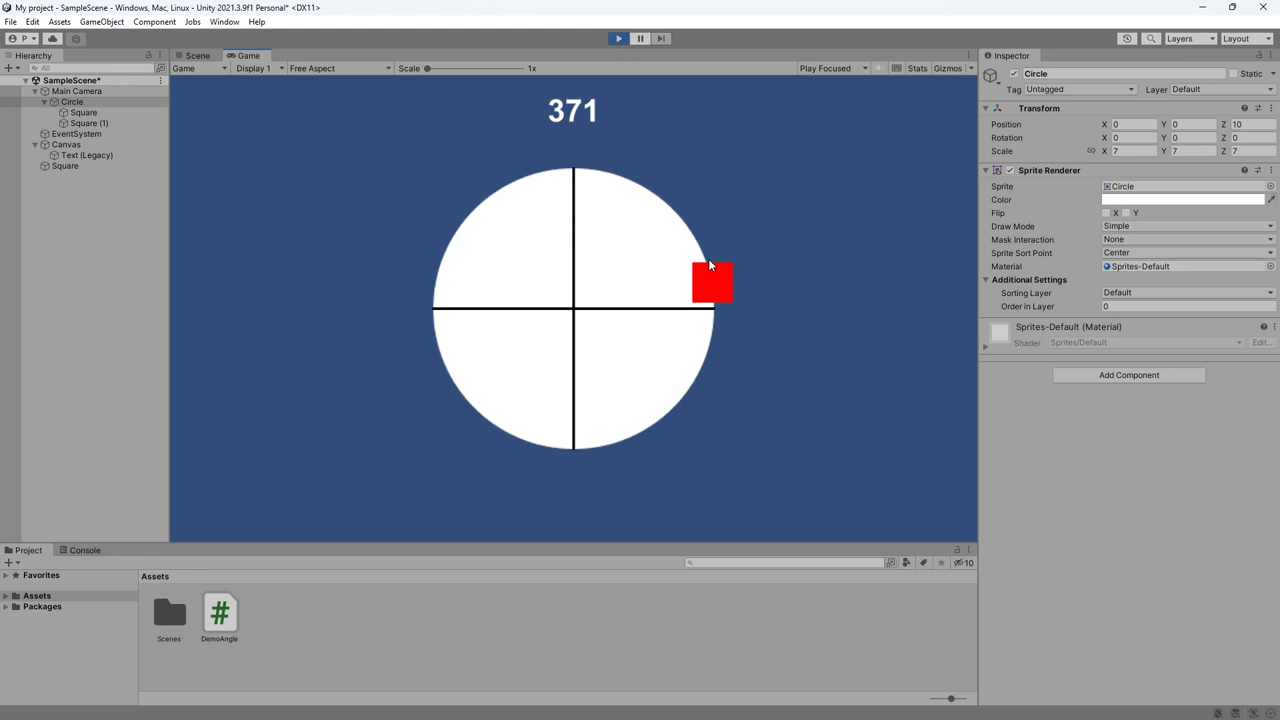 My project - SampleScene - Windows, Mac, Linux - Unity 2021.3.9f1 Personal* <DX11>
File Edit Assets GameObject Component Jobs Window Help
P Layers Layout
Hierarchy Scene Game Inspector
All Game Display 1 Free Aspect Scale 1x Play Focused Stats Gizmos Circle Static
SampleScene*
Main Camera
Circle
Square
Square (1)
EventSystem
Canvas
Text (Legacy)
Square
371
Tag Untagged Layer Default
Transform
Position X 0 Y 0 Z 10
Rotation X 0 Y 0 Z 0
Scale X 7 Y 7 Z 7
Sprite Renderer
Sprite Circle
Color
Flip X Y
Draw Mode Simple
Mask Interaction None
Sprite Sort Point Center
Material Sprites-Default
Additional Settings
Sorting Layer Default
Order in Layer 0
Sprites-Default (Material)
Shader Sprites/Default Edit...
Add Component
Project Console
10
Favorites
Assets
Packages
Assets
Scenes DemoAngle